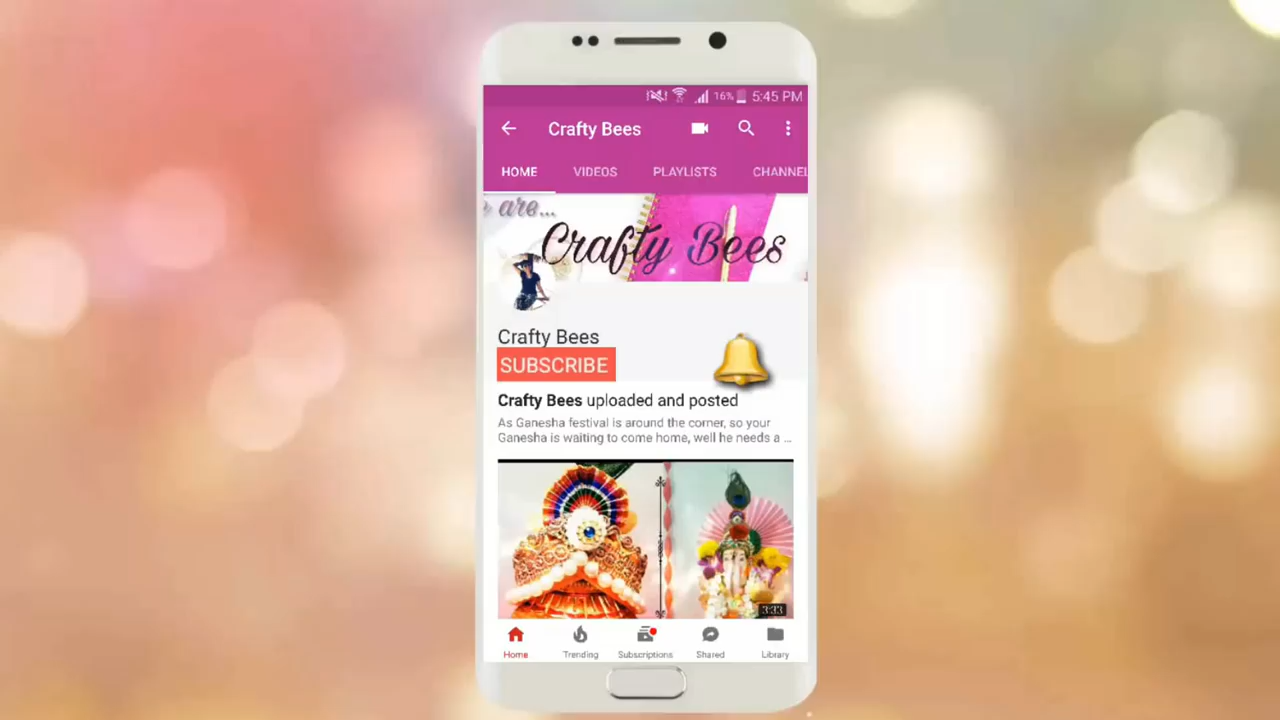 16% 5:45 PM
Crafty Bees
HOME VIDEOS PLAYLISTS CHANNEL
are...
Crafty Bees
Crafty Bees
SUBSCRIBE
Crafty Bees uploaded and posted
As Ganesha festival is around the corner, so your
Ganesha is waiting to come home, well he needs a ...
3:33
Home Trending Subscriptions Shared Library